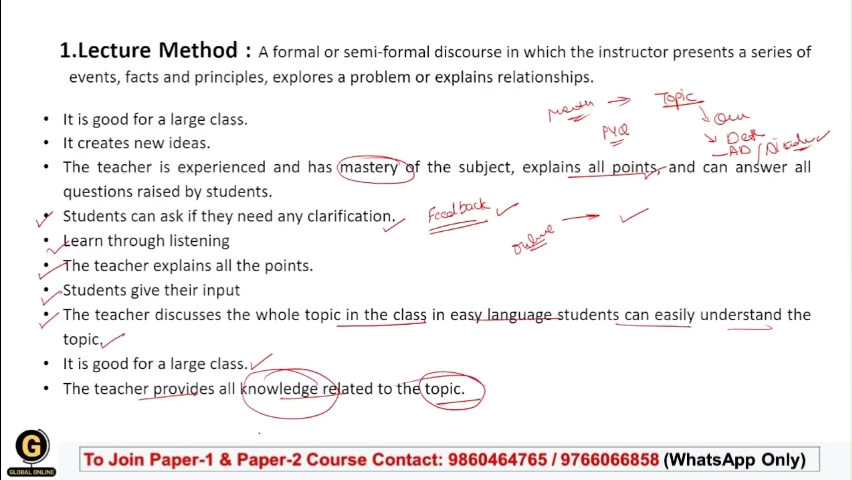 1.Lecture Method : A formal or semi-formal discourse in which the instructor presents a series of
events, facts and principles, explores a problem or explains relationships.
• It is good for a large class.
• It creates new ideas.
• The teacher is experienced and has mastery of the subject, explains all points, and can answer all
questions raised by students.
• Students can ask if they need any clarification.
• Learn through listening
• The teacher explains all the points.
• Students give their input
• The teacher discusses the whole topic in the class in easy language students can easily understand the
topic.
• It is good for a large class.
• The teacher provides all knowledge related to the topic.
Topic
PYQ
AD/
Feedback
online
G
GLOBAL ONLINE
To Join Paper-1 & Paper-2 Course Contact: 9860464765 / 9766066858 (WhatsApp Only)